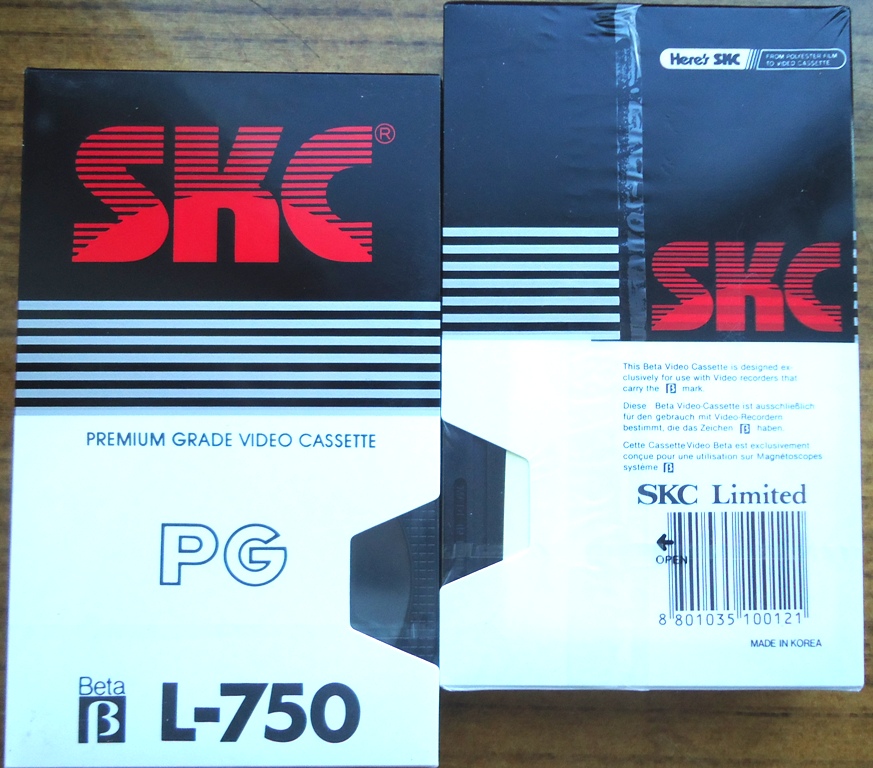 SKC®
PREMIUM GRADE VIDEO CASSETTE
PG
Beta
β L-750
Here's SKC
FROM POLYESTER FILM
TO VIDEO CASSETTE
SKC
This Beta Video Cassette is designed ex-
clusively for use with Video recorders that
carry the β mark.
Diese Beta Video-Cassette ist ausschließlich
für den gebrauch mit Video-Recordern
bestimmt, die das Zeichen β haben.
Cette Cassette Video Beta est exclusivement
conçue pour une utilisation sur Magnétoscopes
système β
SKC Limited
OPEN
8 801035 100121
MADE IN KOREA